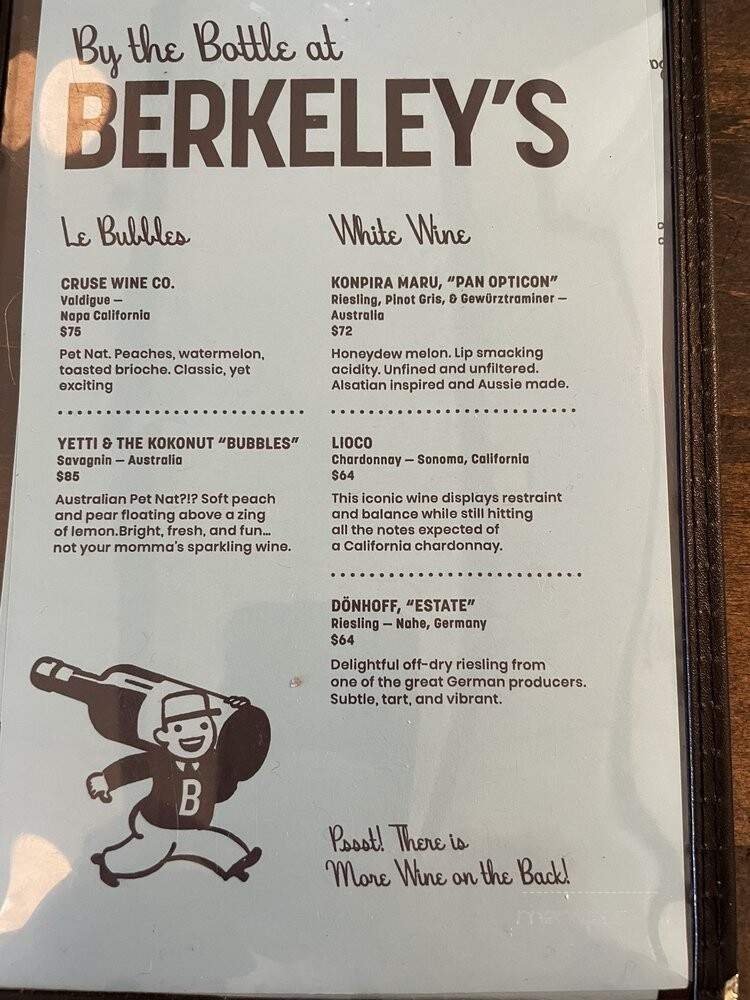 By the Bottle at
BERKELEY'S
Le Bubbles
CRUSE WINE CO.
Valdigue —
Napa California
$75
Pet Nat. Peaches, watermelon,
toasted brioche. Classic, yet
exciting
YETTI & THE KOKONUT "BUBBLES"
Savagnin — Australia
$85
Australian Pet Nat?!? Soft peach
and pear floating above a zing
of lemon.Bright, fresh, and fun...
not your momma's sparkling wine.
White Wine
KONPIRA MARU, "PAN OPTICON"
Riesling, Pinot Gris, & Gewürztraminer —
Australia
$72
Honeydew melon. Lip smacking
acidity. Unfined and unfiltered.
Alsatian inspired and Aussie made.
LIOCO
Chardonnay — Sonoma, California
$64
This iconic wine displays restraint
and balance while still hitting
all the notes expected of
a California chardonnay.
DÖNHOFF, "ESTATE"
Riesling — Nahe, Germany
$64
Delightful off-dry riesling from
one of the great German producers.
Subtle, tart, and vibrant.
B
Pssst! There is
More Wine on the Back!